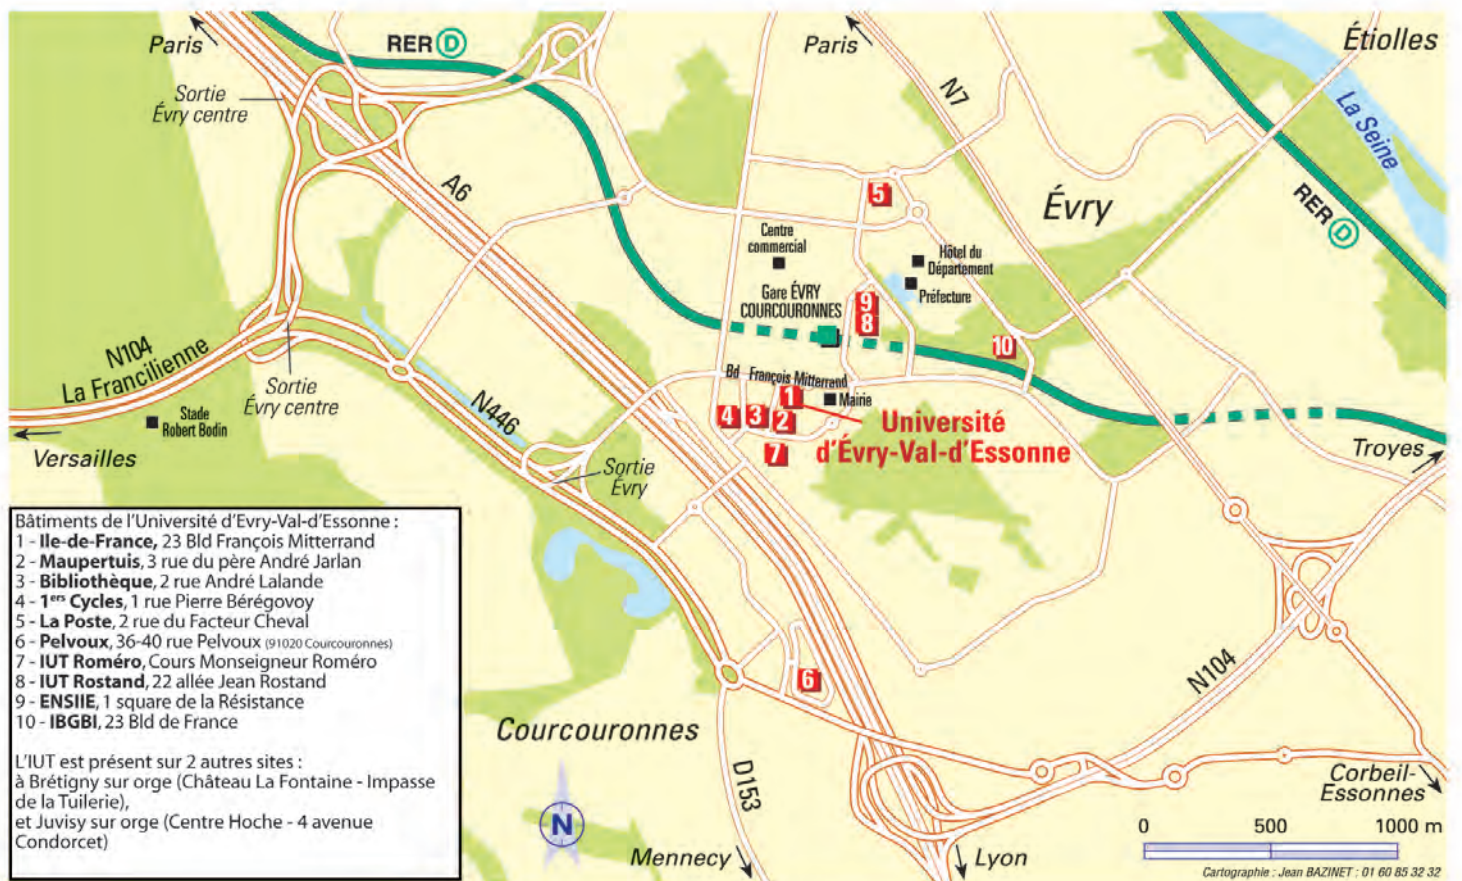 Paris
RER D
Paris
Étiolles
Sortie
Évry centre
N7
La Seine
A6
5
Évry
RER D
Centre
commercial
Hôtel du
Département
Gare ÉVRY
COURCOURONNES
Préfecture
9
8
10
N104
La Francilienne
Sortie
Évry centre
Stade
Robert Bodin
N446
Bd François Mitterrand
1
Mairie
4
3
2
7
Université
d'Évry-Val-d'Essonne
Versailles
Sortie
Évry
Troyes
Bâtiments de l'Université d'Evry-Val-d'Essonne :
1 - Ile-de-France, 23 Bld François Mitterrand
2 - Maupertuis, 3 rue du père André Jarlan
3 - Bibliothèque, 2 rue André Lalande
4 - 1ers Cycles, 1 rue Pierre Bérégovoy
5 - La Poste, 2 rue du Facteur Cheval
6 - Pelvoux, 36-40 rue Pelvoux (91020 Courcouronnes)
7 - IUT Roméro, Cours Monseigneur Roméro
8 - IUT Rostand, 22 allée Jean Rostand
9 - ENSIIE, 1 square de la Résistance
10 - IBGBI, 23 Bld de France
L'IUT est présent sur 2 autres sites :
à Brétigny sur orge (Château La Fontaine - Impasse
de la Tuilerie),
et Juvisy sur orge (Centre Hoche - 4 avenue
Condorcet)
6
N104
Courcouronnes
D153
N
Mennecy
Lyon
Corbeil-
Essonnes
0 500 1000 m
Cartographie : Jean BAZINET : 01 60 85 32 32